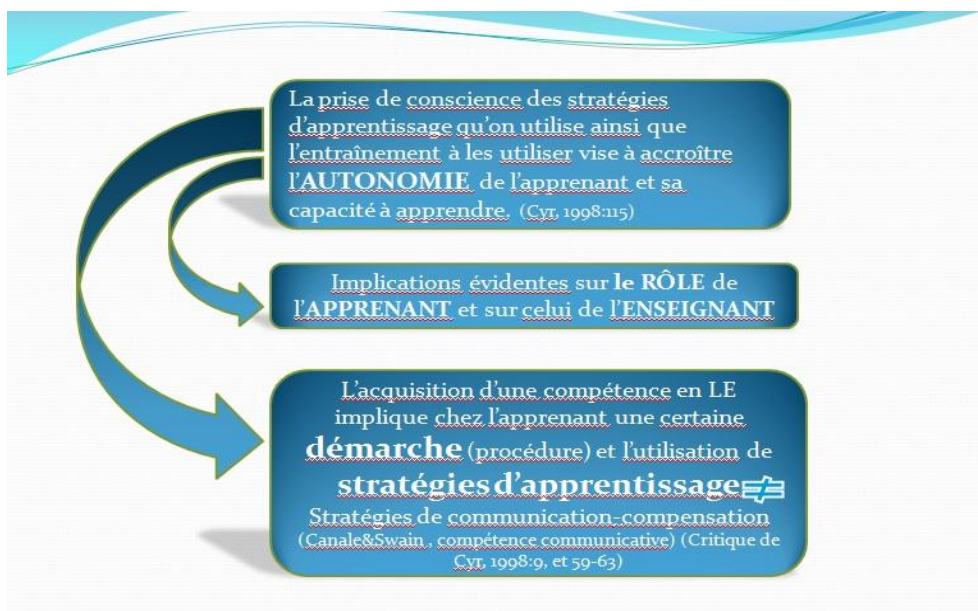 La prise de conscience des stratégies
d'apprentissage qu'on utilise ainsi que
l'entraînement à les utiliser vise à accroître
l'AUTONOMIE de l'apprenant et sa
capacité à apprendre. (Cyr, 1998:115)
Implications évidentes sur le RÔLE de
l'APPRENANT et sur celui de l'ENSEIGNANT
L'acquisition d'une compétence en LE
implique chez l'apprenant une certaine
démarche (procédure) et l'utilisation de
stratégies d'apprentissage ≠
Stratégies de communication-compensation
(Canale&Swain , compétence communicative) (Critique de
Cyr, 1998:9, et 59-63)